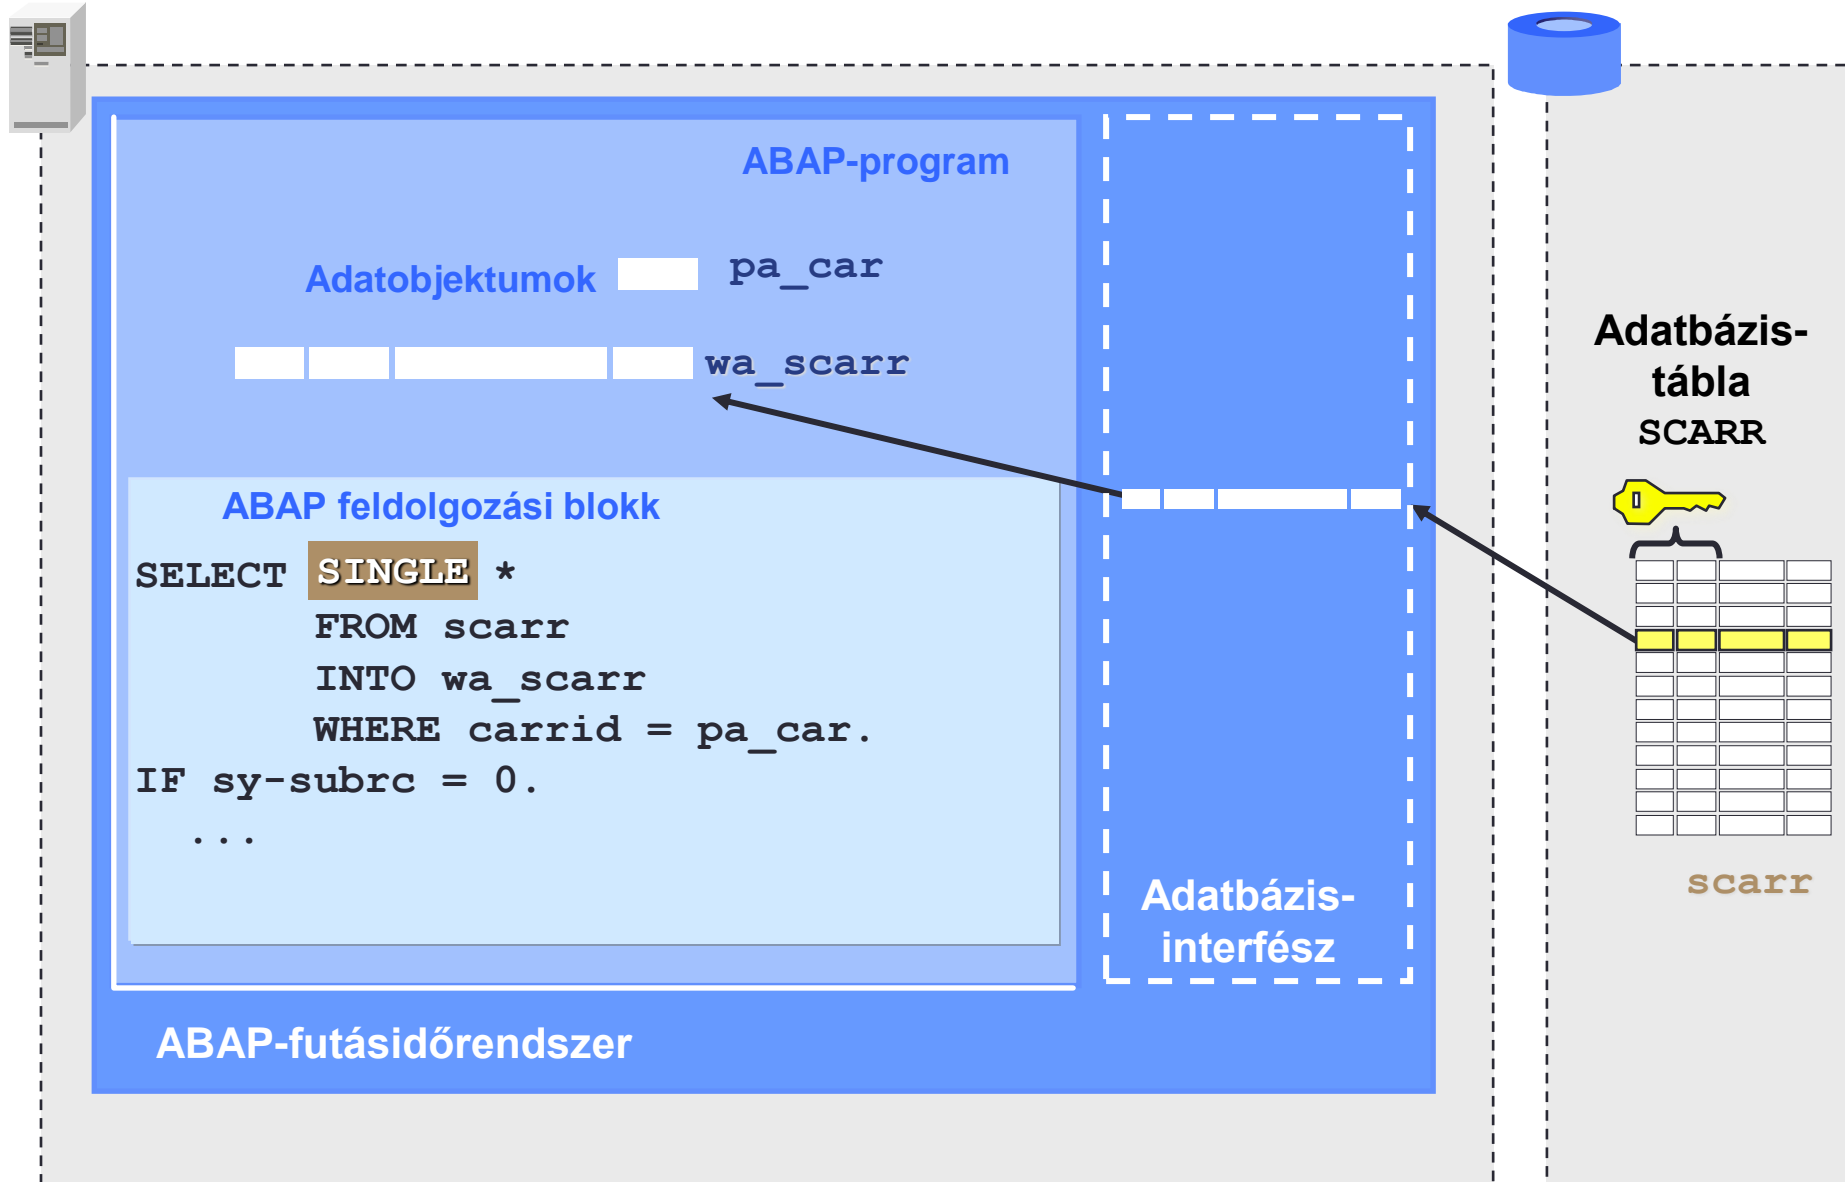 ABAP-program
Adatobjektumok
pa_car
wa_scarr
ABAP feldolgozási blokk
SELECT SINGLE *
FROM scarr
INTO wa_scarr
WHERE carrid = pa_car.
IF sy-subrc = 0.
...
Adatbázis-
interfész
ABAP-futásidőrendszer
Adatbázis-
tábla
SCARR
scarr